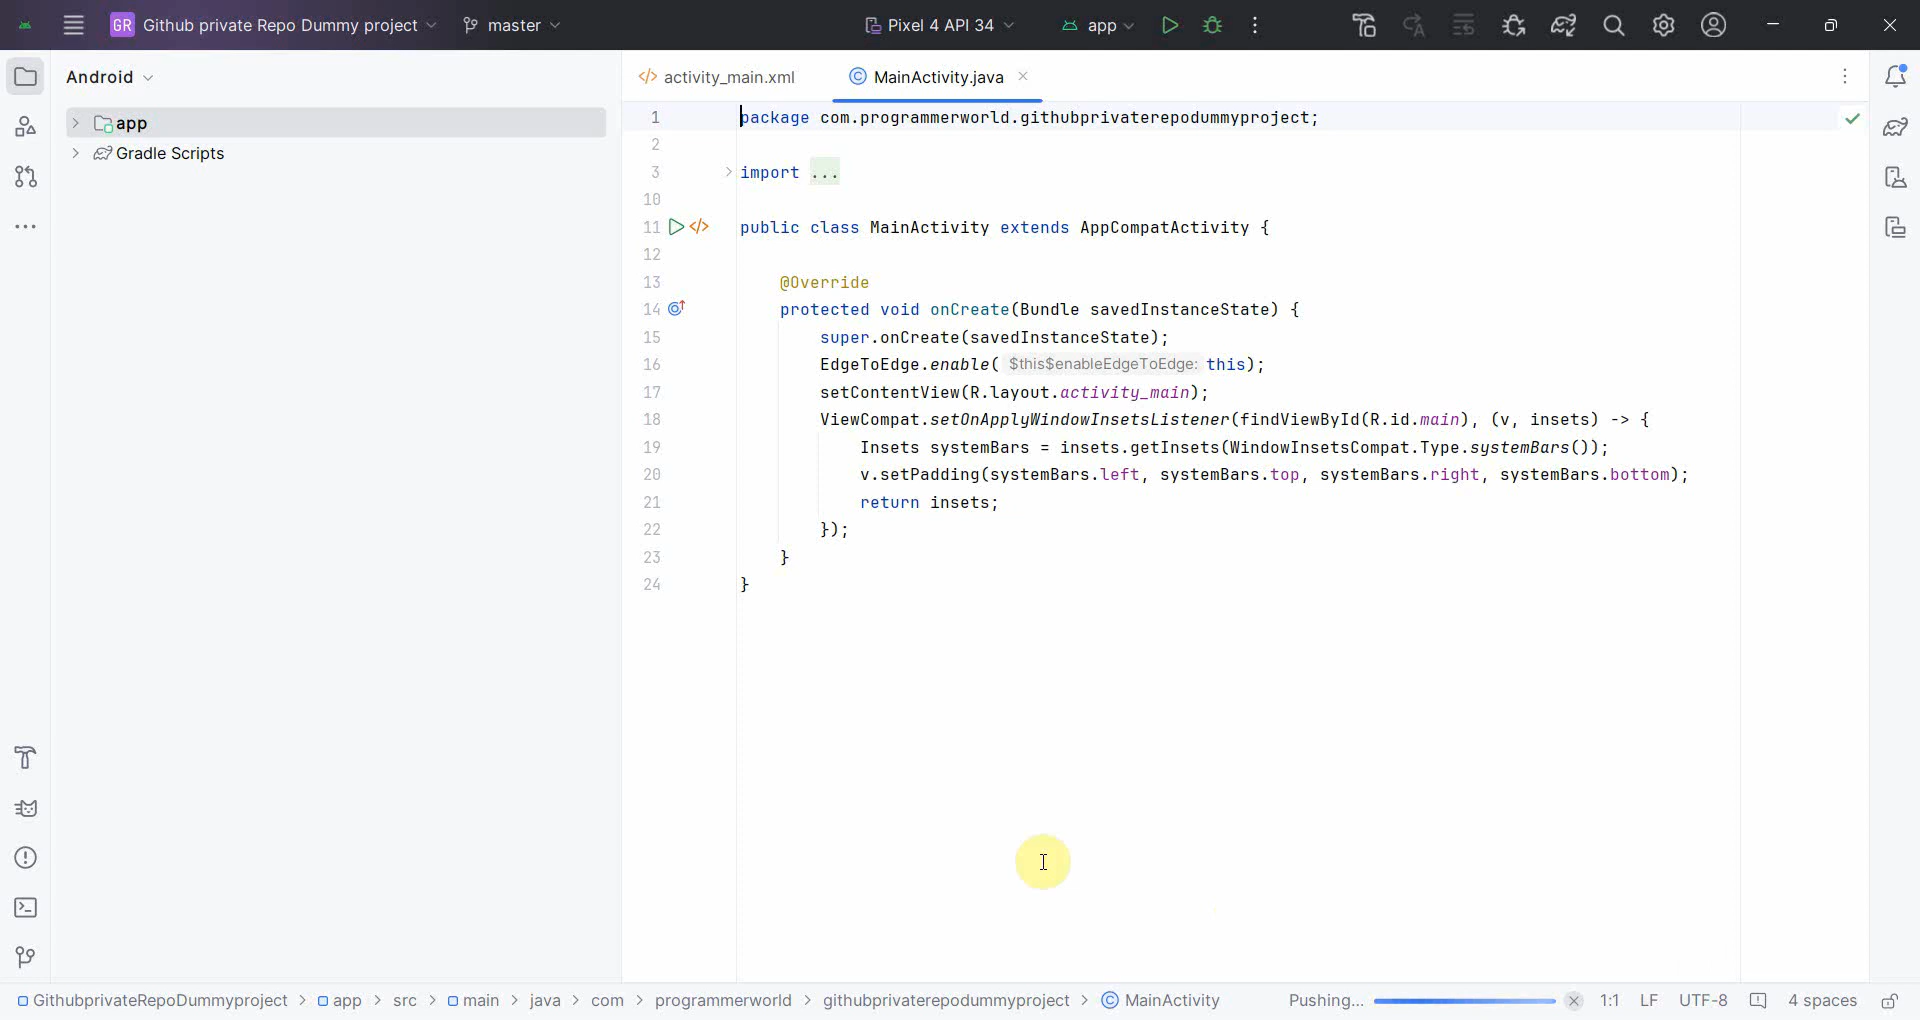 GR Github private Repo Dummy project master Pixel 4 API 34 app
Android
app
Gradle Scripts
</> activity_main.xml
MainActivity.java
1 package com.programmerworld.githubprivaterepodummyproject;
2
3 import ...
10
11 </> public class MainActivity extends AppCompatActivity {
12
13 @Override
14 protected void onCreate(Bundle savedInstanceState) {
15 super.onCreate(savedInstanceState);
16 EdgeToEdge.enable( $this$enableEdgeToEdge: this);
17 setContentView(R.layout.activity_main);
18 ViewCompat.setOnApplyWindowInsetsListener(findViewById(R.id.main), (v, insets) -> {
19 Insets systemBars = insets.getInsets(WindowInsetsCompat.Type.systemBars());
20 v.setPadding(systemBars.left, systemBars.top, systemBars.right, systemBars.bottom);
21 return insets;
22 });
23 }
24 }
GithubprivateRepoDummyproject > app > src > main > java > com > programmerworld > githubprivaterepodummyproject > MainActivity Pushing... 1:1 LF UTF-8 4 spaces